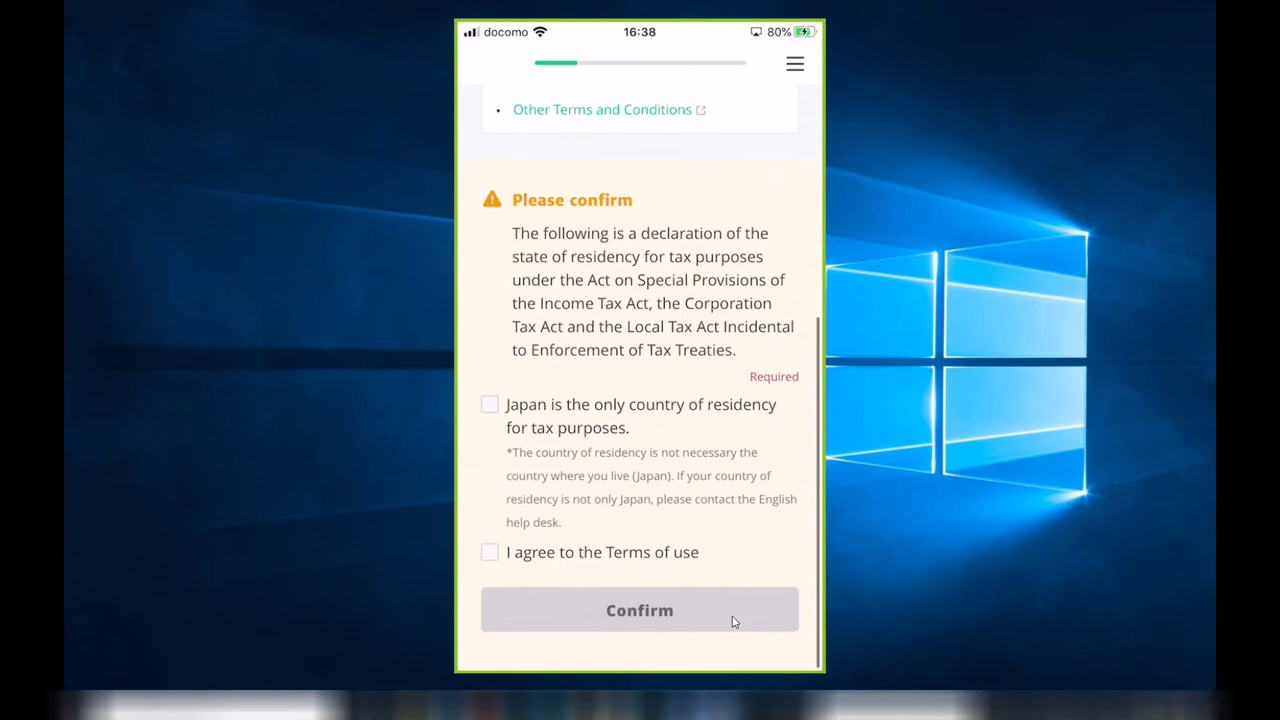 docomo 16:38 80%
• Other Terms and Conditions
Please confirm
The following is a declaration of the
state of residency for tax purposes
under the Act on Special Provisions of
the Income Tax Act, the Corporation
Tax Act and the Local Tax Act Incidental
to Enforcement of Tax Treaties.
Required
Japan is the only country of residency
for tax purposes.
*The country of residency is not necessary the
country where you live (Japan). If your country of
residency is not only Japan, please contact the English
help desk.
I agree to the Terms of use
Confirm